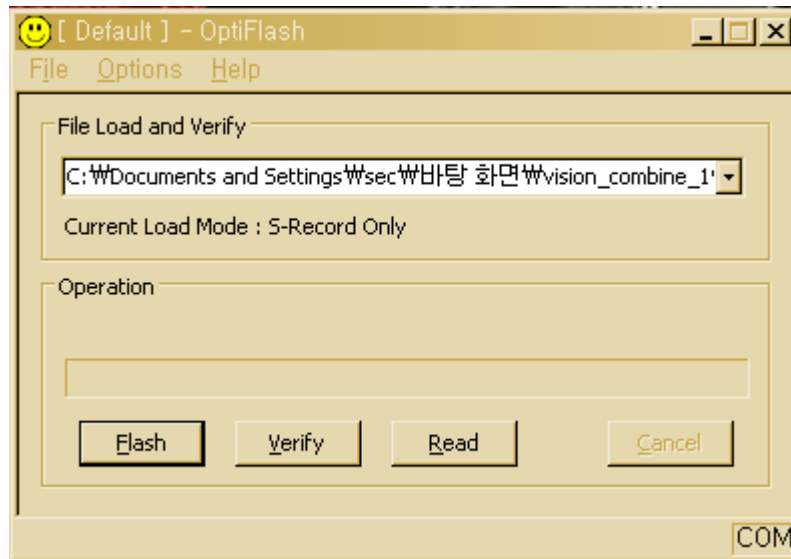 [ Default ] - OptiFlash
File Options Help
File Load and Verify
C:₩Documents and Settings₩sec₩바탕 화면₩vision_combine_1
Current Load Mode : S-Record Only
Operation
Flash Verify Read Cancel
COM